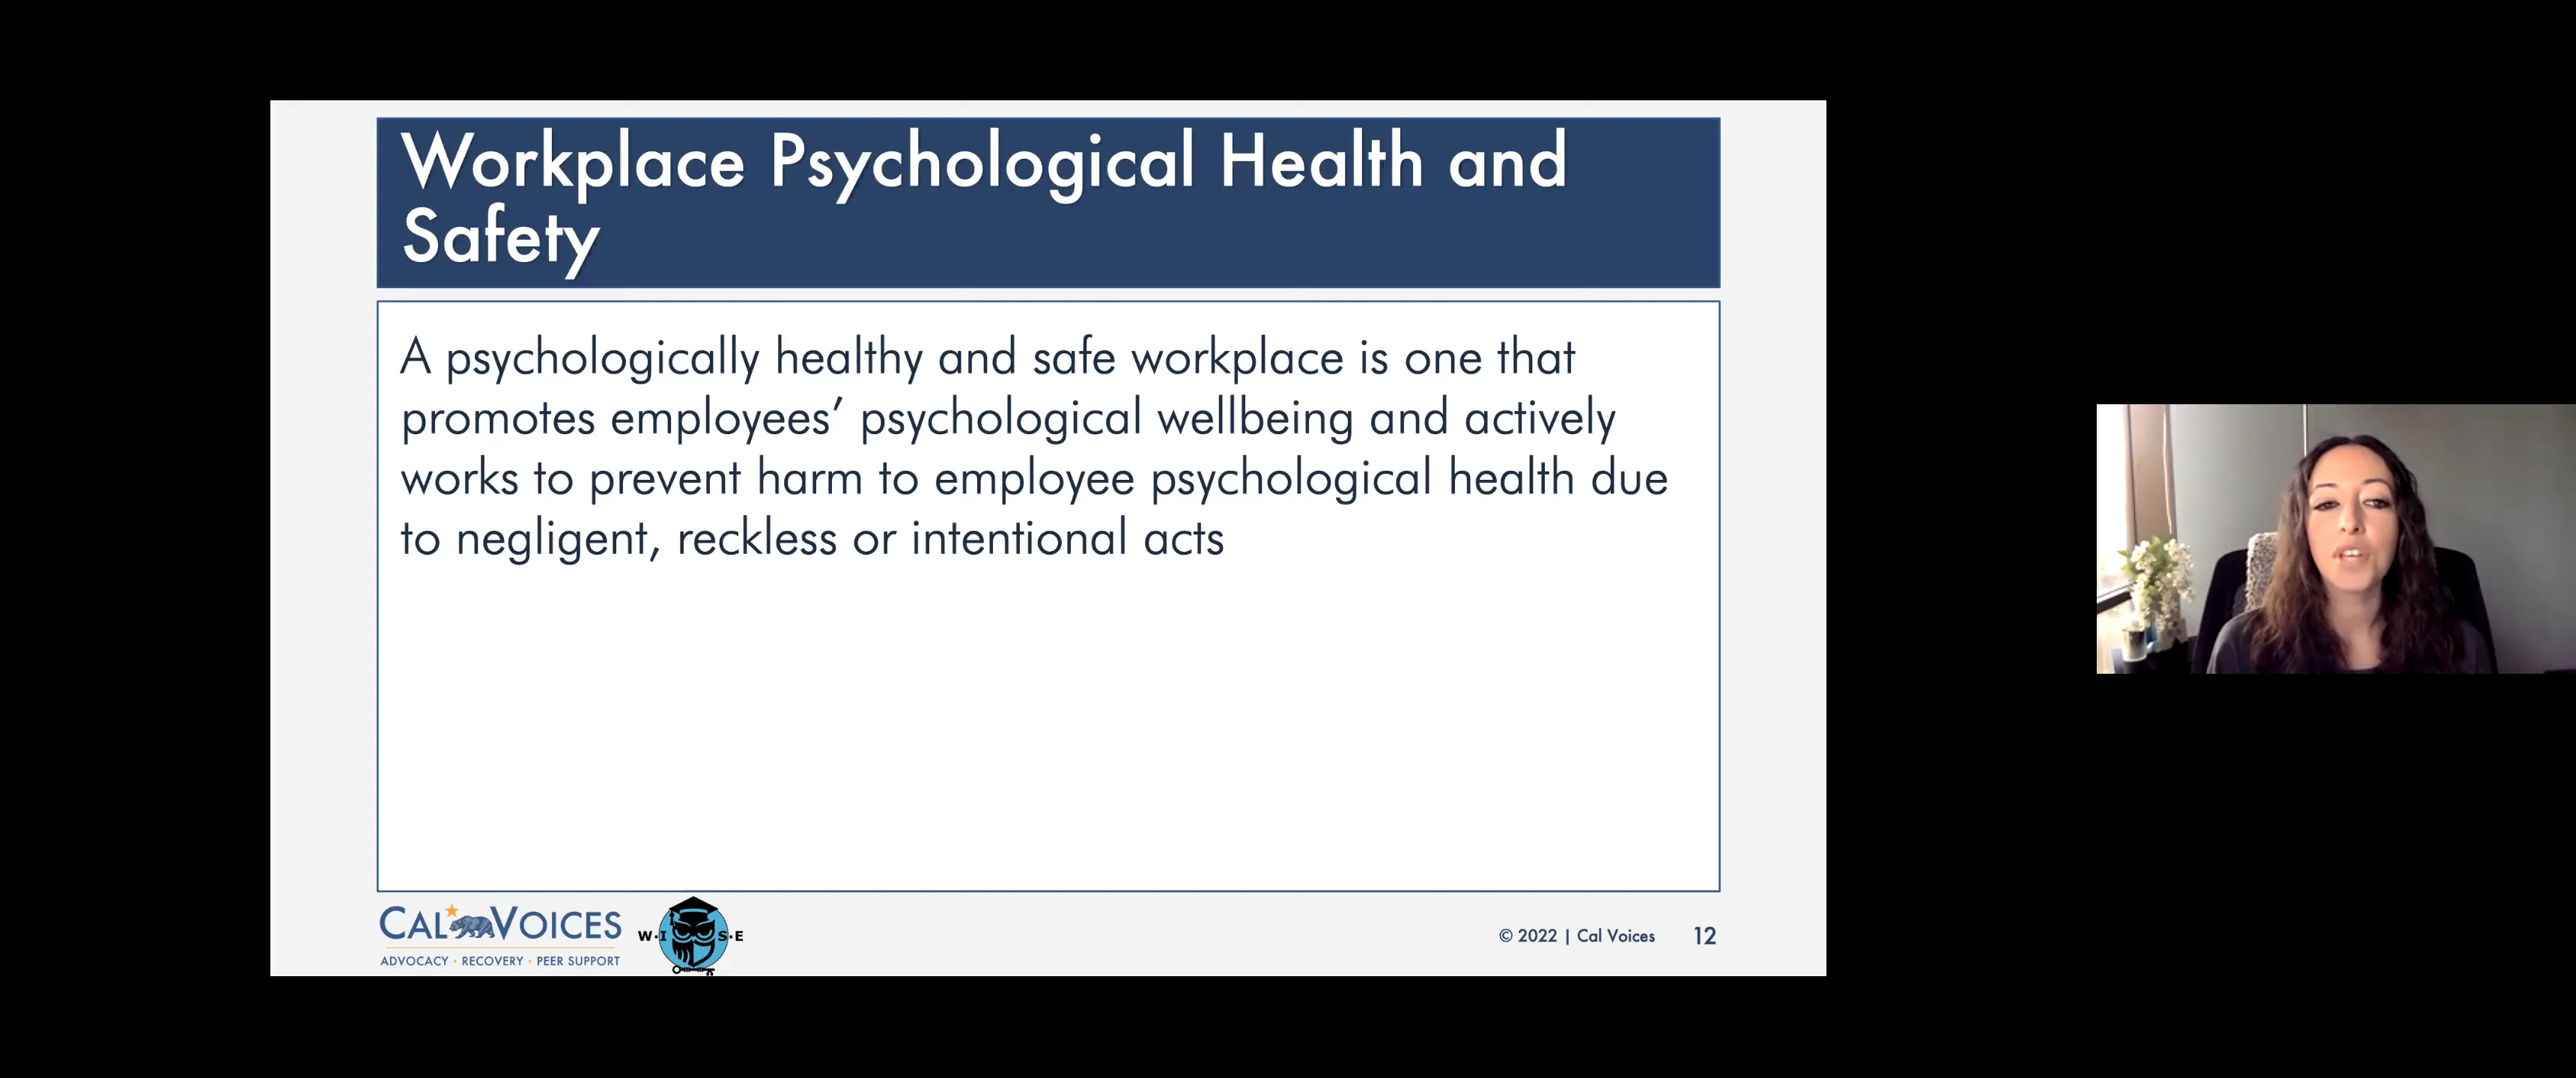 Workplace Psychological Health and
Safety
A psychologically healthy and safe workplace is one that
promotes employees’ psychological wellbeing and actively
works to prevent harm to employee psychological health due
to negligent, reckless or intentional acts
CAL VOICES
ADVOCACY · RECOVERY · PEER SUPPORT
W·I S·E
© 2022 | Cal Voices 12